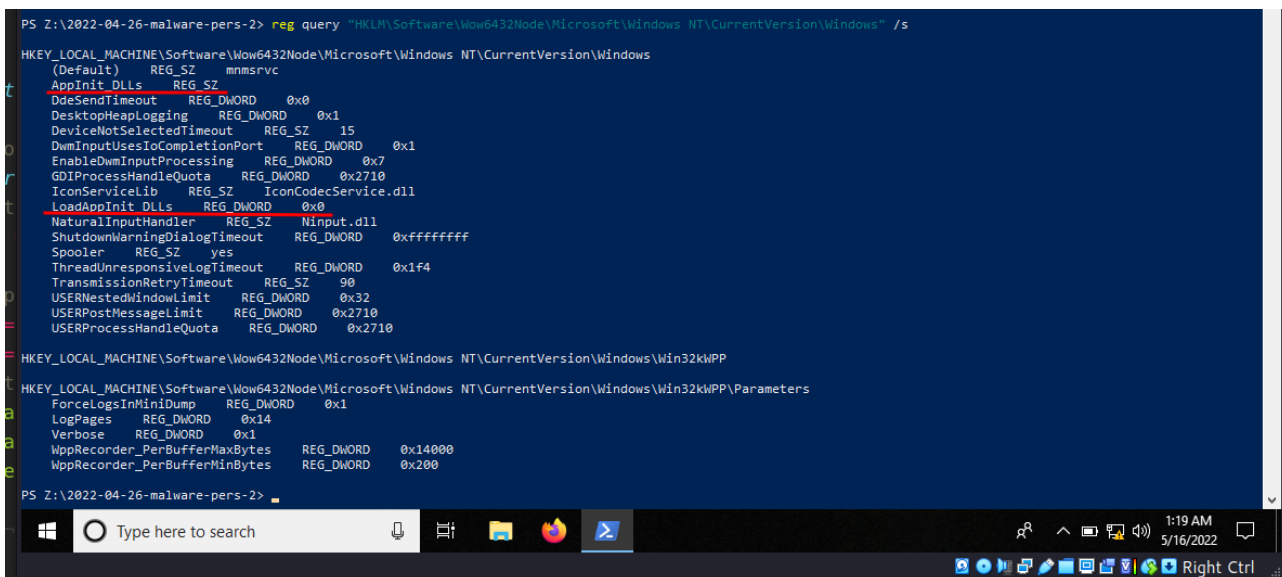 PS Z:\2022-04-26-malware-pers-2> reg query "HKLM\Software\Wow6432Node\Microsoft\Windows NT\CurrentVersion\Windows" /s
HKEY_LOCAL_MACHINE\Software\Wow6432Node\Microsoft\Windows NT\CurrentVersion\Windows
(Default) REG_SZ mnmsrvc
AppInit_DLLs REG_SZ
DdeSendTimeout REG_DWORD 0x0
DesktopHeapLogging REG_DWORD 0x1
DeviceNotSelectedTimeout REG_SZ 15
DwmInputUsesIoCompletionPort REG_DWORD 0x1
EnableDwmInputProcessing REG_DWORD 0x7
GDIProcessHandleQuota REG_DWORD 0x2710
IconServiceLib REG_SZ IconCodecService.dll
LoadAppInit_DLLs REG_DWORD 0x0
NaturalInputHandler REG_SZ Ninput.dll
ShutdownWarningDialogTimeout REG_DWORD 0xffffffff
Spooler REG_SZ yes
ThreadUnresponsiveLogTimeout REG_DWORD 0x1f4
TransmissionRetryTimeout REG_SZ 90
USERNestedWindowLimit REG_DWORD 0x32
USERPostMessageLimit REG_DWORD 0x2710
USERProcessHandleQuota REG_DWORD 0x2710
HKEY_LOCAL_MACHINE\Software\Wow6432Node\Microsoft\Windows NT\CurrentVersion\Windows\Win32kWPP
HKEY_LOCAL_MACHINE\Software\Wow6432Node\Microsoft\Windows NT\CurrentVersion\Windows\Win32kWPP\Parameters
ForceLogsInMiniDump REG_DWORD 0x1
LogPages REG_DWORD 0x14
Verbose REG_DWORD 0x1
WppRecorder_PerBufferMaxBytes REG_DWORD 0x14000
WppRecorder_PerBufferMinBytes REG_DWORD 0x200
PS Z:\2022-04-26-malware-pers-2>
Type here to search
1:19 AM
5/16/2022
Right Ctrl